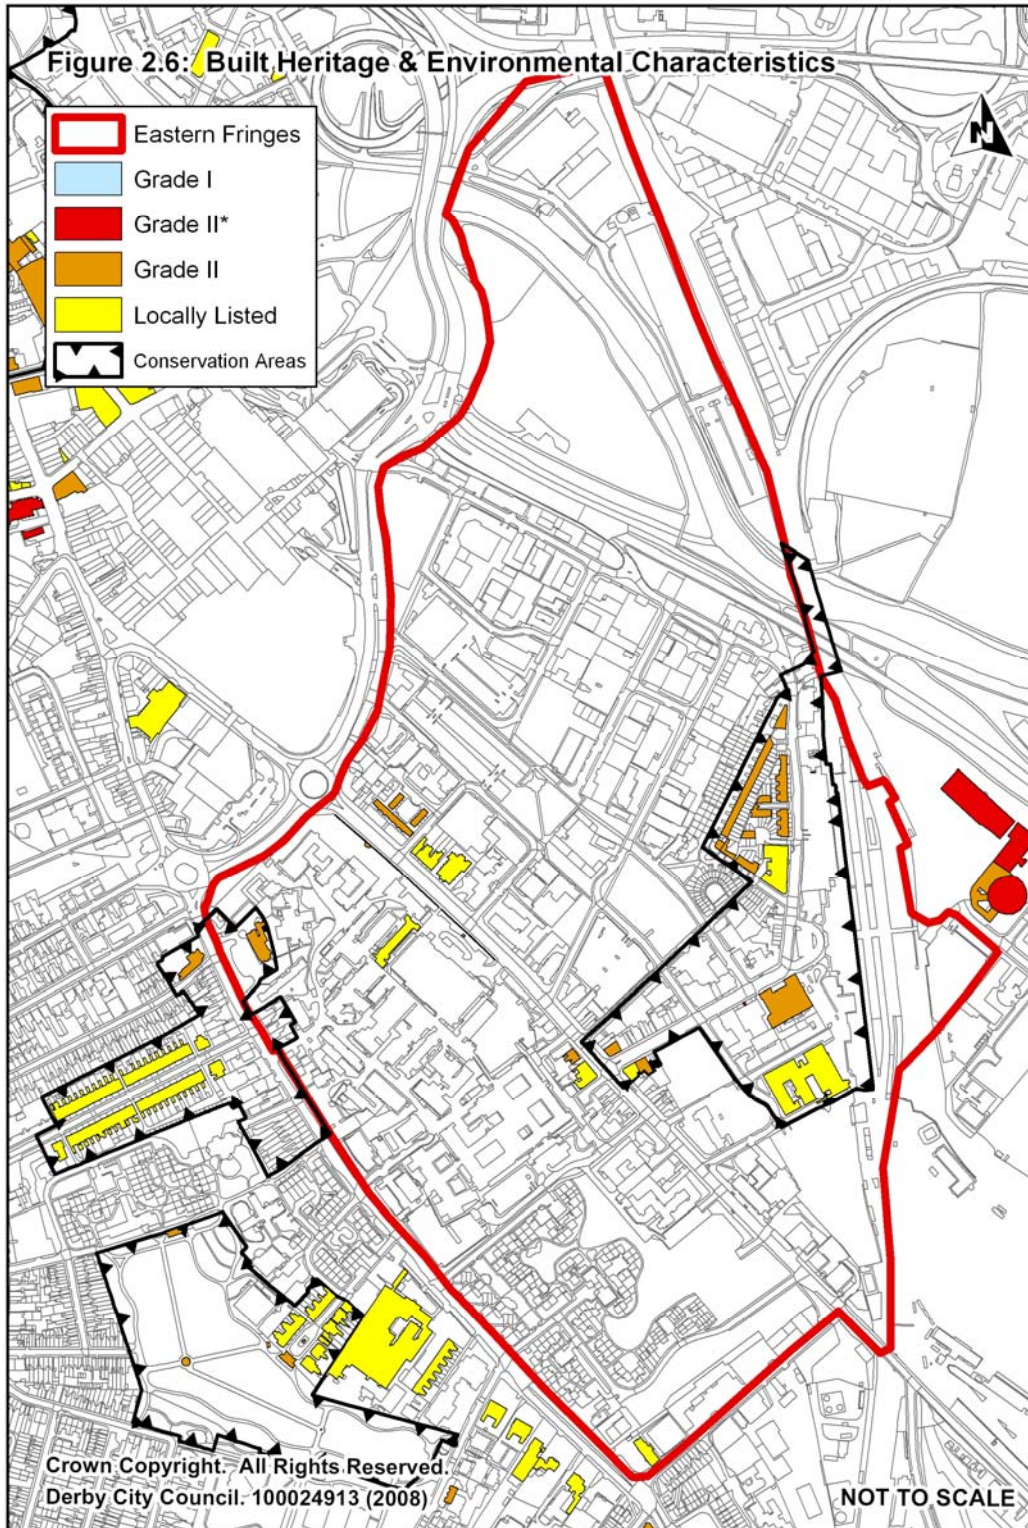 Figure 2.6: Built Heritage & Environmental Characteristics
Eastern Fringes
Grade I
Grade II*
Grade II
Locally Listed
Conservation Areas
N
Crown Copyright. All Rights Reserved.
Derby City Council. 100024913 (2008)
NOT TO SCALE